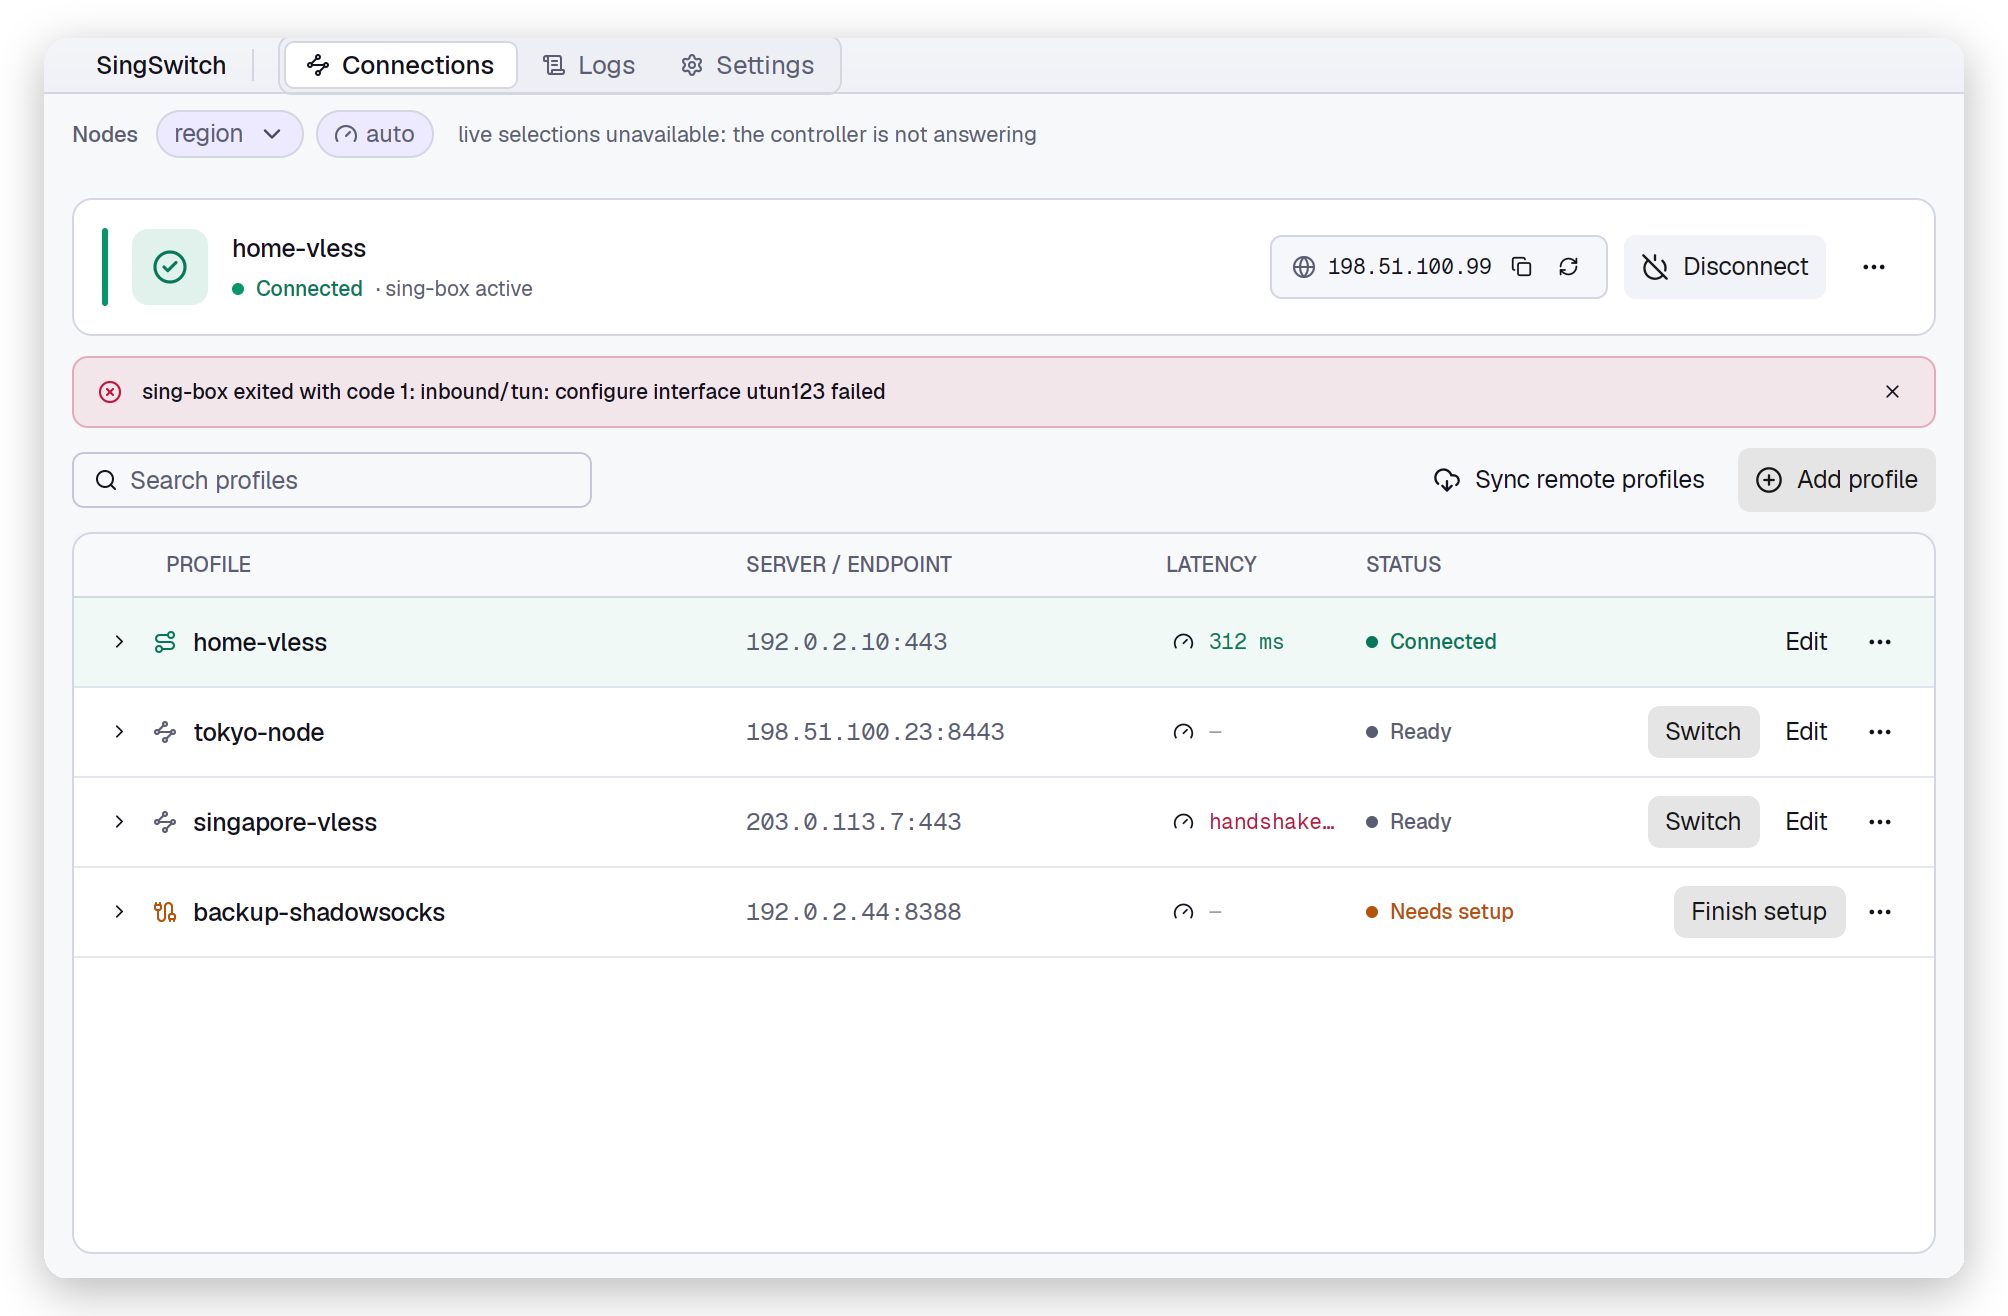 SingSwitch
Connections
Logs
Settings
Nodes
region
auto
live selections unavailable: the controller is not answering
home-vless
Connected · sing-box active
198.51.100.99
Disconnect
sing-box exited with code 1: inbound/tun: configure interface utun123 failed
Search profiles
Sync remote profiles
Add profile
PROFILE SERVER / ENDPOINT LATENCY STATUS
home-vless 192.0.2.10:443 312 ms Connected Edit
tokyo-node 198.51.100.23:8443 – Ready Switch Edit
singapore-vless 203.0.113.7:443 handshake… Ready Switch Edit
backup-shadowsocks 192.0.2.44:8388 – Needs setup Finish setup